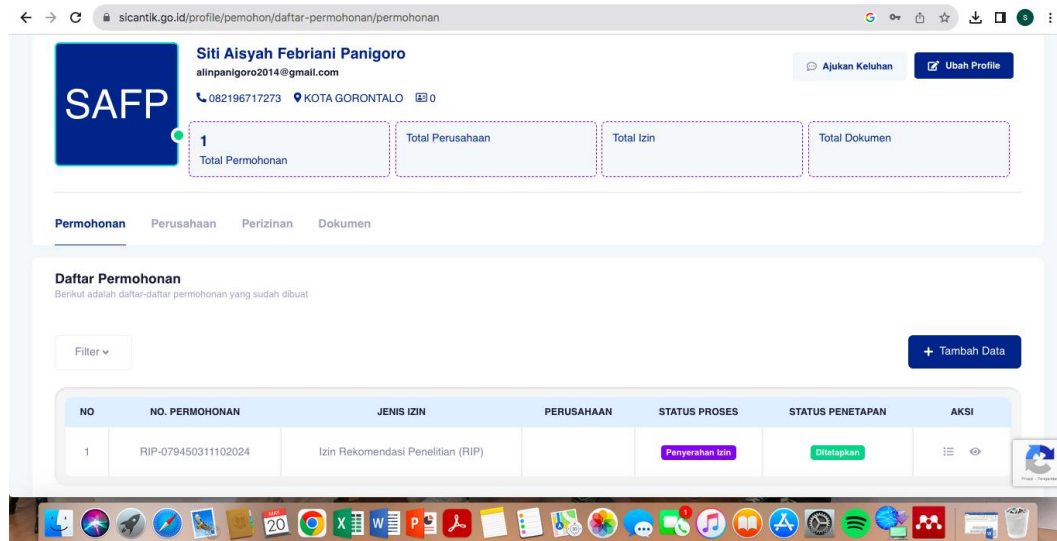 sicantik.go.id/profile/pemohon/daftar-permohonan/permohonan
S
SAFP
Siti Aisyah Febriani Panigoro
alinpanigoro2014@gmail.com
082196717273 KOTA GORONTALO 0
Ajukan Keluhan
Ubah Profile
1
Total Permohonan
Total Perusahaan
Total Izin
Total Dokumen
Permohonan Perusahaan Perizinan Dokumen
Daftar Permohonan
Berikut adalah daftar-daftar permohonan yang sudah dibuat
Filter
+ Tambah Data
NO NO. PERMOHONAN JENIS IZIN PERUSAHAAN STATUS PROSES STATUS PENETAPAN AKSI
1 RIP-079450311102024 Izin Rekomendasi Penelitian (RIP) Penyerahan Izin Ditetapkan
MAY
20